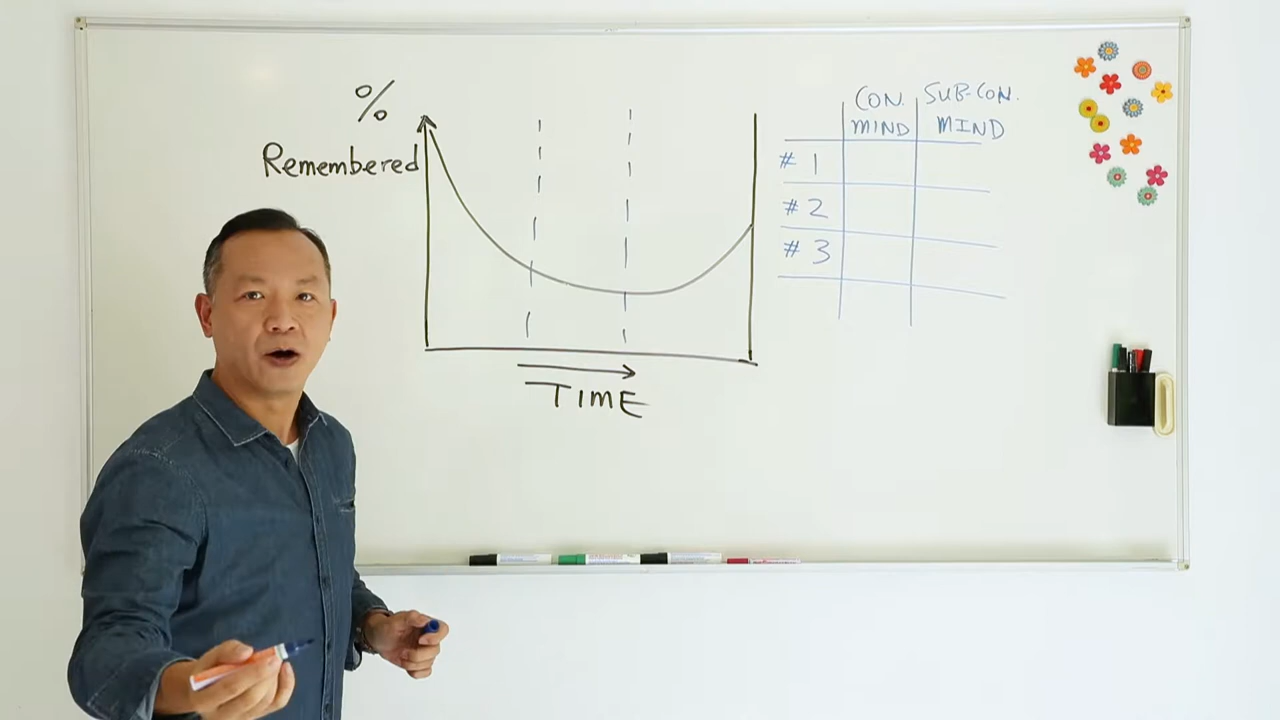 %
Remembered
TIME
CON. MIND
SUB-CON. MIND
# 1
# 2
# 3